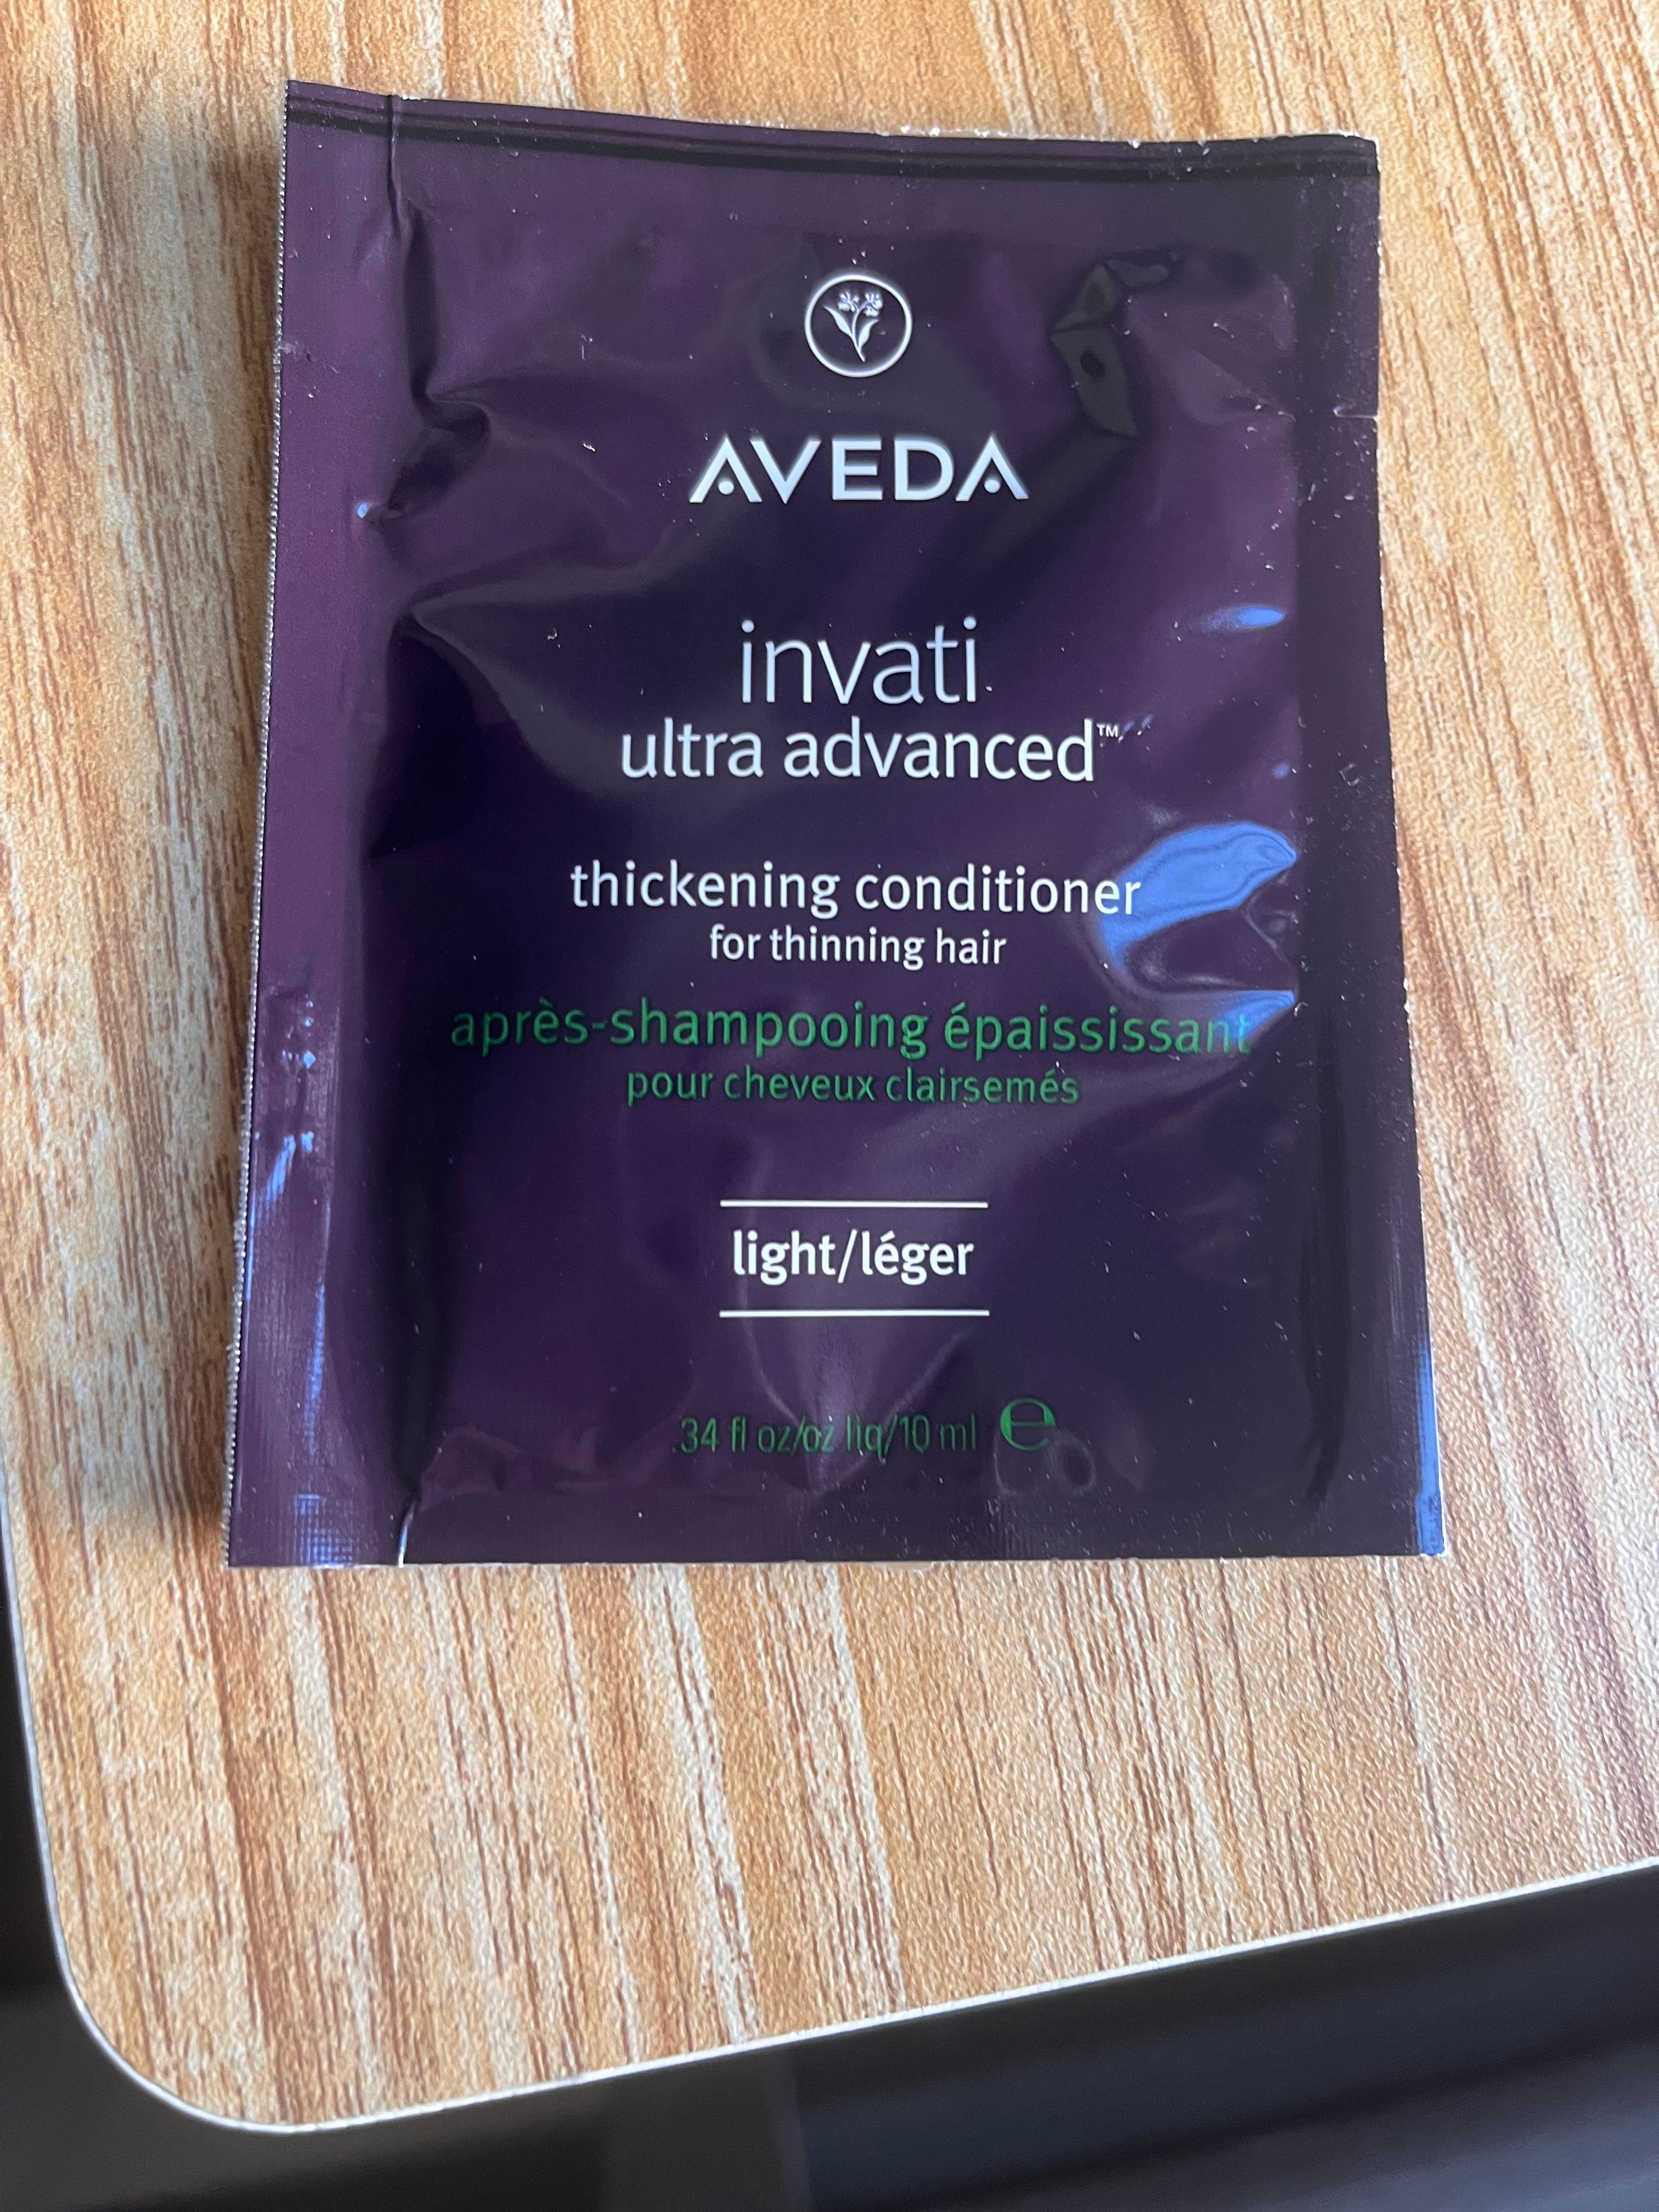 AVEDA
invati
ultra advanced™
thickening conditioner
for thinning hair
après-shampooing épaississant
pour cheveux clairsemés
light/léger
.34 fl oz/oz liq/10 ml ℮